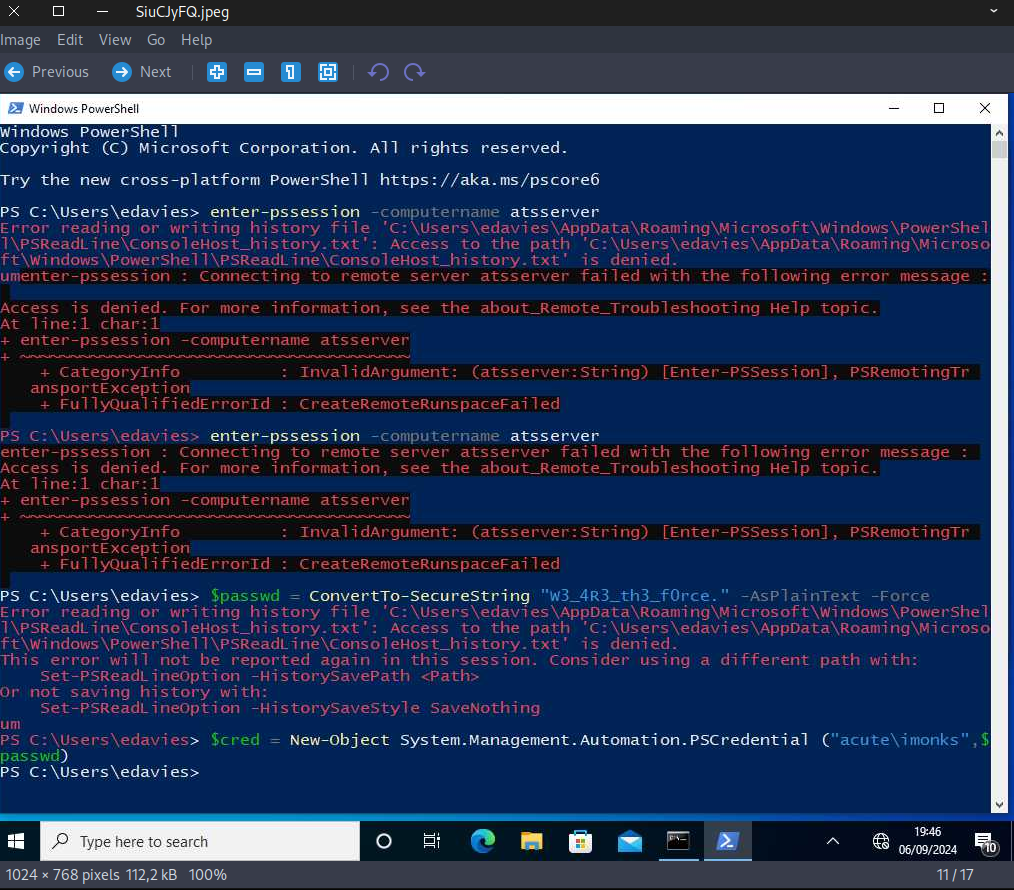 SiuCJyFQ.jpeg
Image Edit View Go Help
Previous Next
Windows PowerShell
Windows PowerShell
Copyright (C) Microsoft Corporation. All rights reserved.
Try the new cross-platform PowerShell https://aka.ms/pscore6
PS C:\Users\edavies> enter-pssession -computername atsserver
Error reading or writing history file 'C:\Users\edavies\AppData\Roaming\Microsoft\Windows\PowerShel
l\PSReadLine\ConsoleHost_history.txt': Access to the path 'C:\Users\edavies\AppData\Roaming\Microso
ft\Windows\PowerShell\PSReadLine\ConsoleHost_history.txt' is denied.
umenter-pssession : Connecting to remote server atsserver failed with the following error message :
Access is denied. For more information, see the about_Remote_Troubleshooting Help topic.
At line:1 char:1
+ enter-pssession -computername atsserver
+ ~~~~~~~~~~~~~~~~~~~~~~~~~~~~~~~~~~~~~~~
+ CategoryInfo : InvalidArgument: (atsserver:String) [Enter-PSSession], PSRemotingTr
ansportException
+ FullyQualifiedErrorId : CreateRemoteRunspaceFailed
PS C:\Users\edavies> enter-pssession -computername atsserver
enter-pssession : Connecting to remote server atsserver failed with the following error message :
Access is denied. For more information, see the about_Remote_Troubleshooting Help topic.
At line:1 char:1
+ enter-pssession -computername atsserver
+ ~~~~~~~~~~~~~~~~~~~~~~~~~~~~~~~~~~~~~~~
+ CategoryInfo : InvalidArgument: (atsserver:String) [Enter-PSSession], PSRemotingTr
ansportException
+ FullyQualifiedErrorId : CreateRemoteRunspaceFailed
PS C:\Users\edavies> $passwd = ConvertTo-SecureString "W3_4R3_th3_f0rce." -AsPlainText -Force
Error reading or writing history file 'C:\Users\edavies\AppData\Roaming\Microsoft\Windows\PowerShel
l\PSReadLine\ConsoleHost_history.txt': Access to the path 'C:\Users\edavies\AppData\Roaming\Microso
ft\Windows\PowerShell\PSReadLine\ConsoleHost_history.txt' is denied.
This error will not be reported again in this session. Consider using a different path with:
Set-PSReadLineOption -HistorySavePath <Path>
Or not saving history with:
Set-PSReadLineOption -HistorySaveStyle SaveNothing
um
PS C:\Users\edavies> $cred = New-Object System.Management.Automation.PSCredential ("acute\imonks",$
passwd)
PS C:\Users\edavies>
Type here to search
19:46
06/09/2024
10
1024 × 768 pixels 112,2 kB 100%
11 / 17